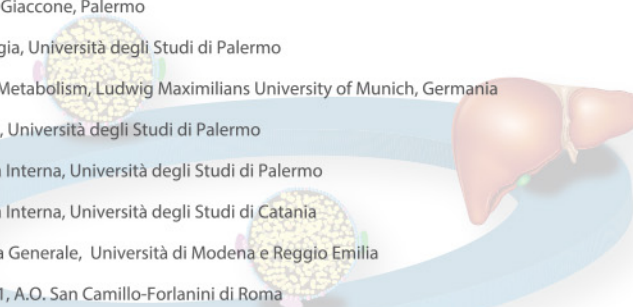 Giaccone, Palermo
gia, Università degli Studi di Palermo
Metabolism, Ludwig Maximilians University of Munich, Germania
, Università degli Studi di Palermo
Interna, Università degli Studi di Palermo
Interna, Università degli Studi di Catania
a Generale, Università di Modena e Reggio Emilia
1, A.O. San Camillo-Forlanini di Roma